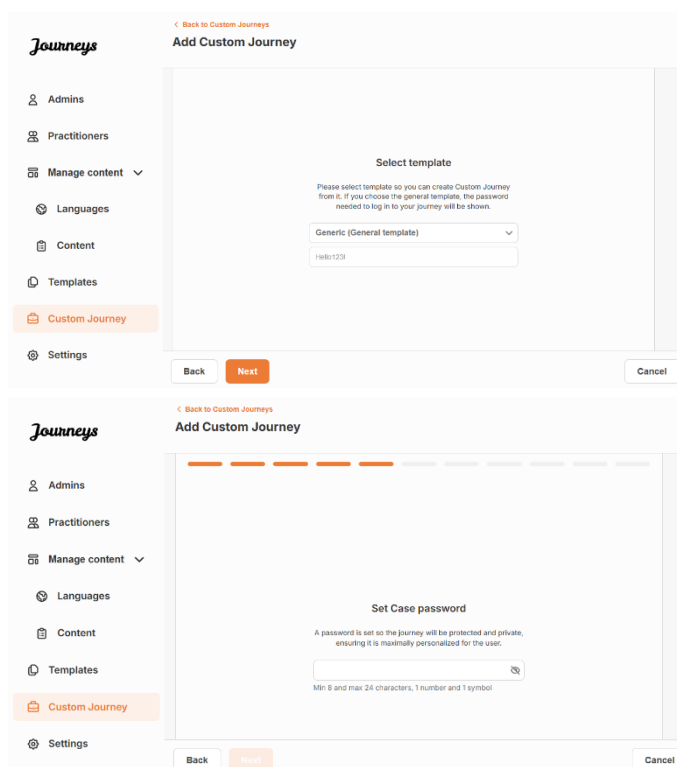 < Back to Custom Journeys
Add Custom Journey
Journeys
Admins
Practitioners
Manage content
Languages
Content
Templates
Custom Journey
Settings
Select template
Please select template so you can create Custom Journey
from it. If you choose the general template, the password
needed to log in to your journey will be shown.
Generic (General template)
Back
Next
Cancel
< Back to Custom Journeys
Add Custom Journey
Journeys
Admins
Practitioners
Manage content
Languages
Content
Templates
Custom Journey
Settings
Set Case password
A password is set so the journey will be protected and private,
ensuring it is maximally personalized for the user.
Min 8 and max 24 characters, 1 number and 1 symbol
Back
Next
Cancel